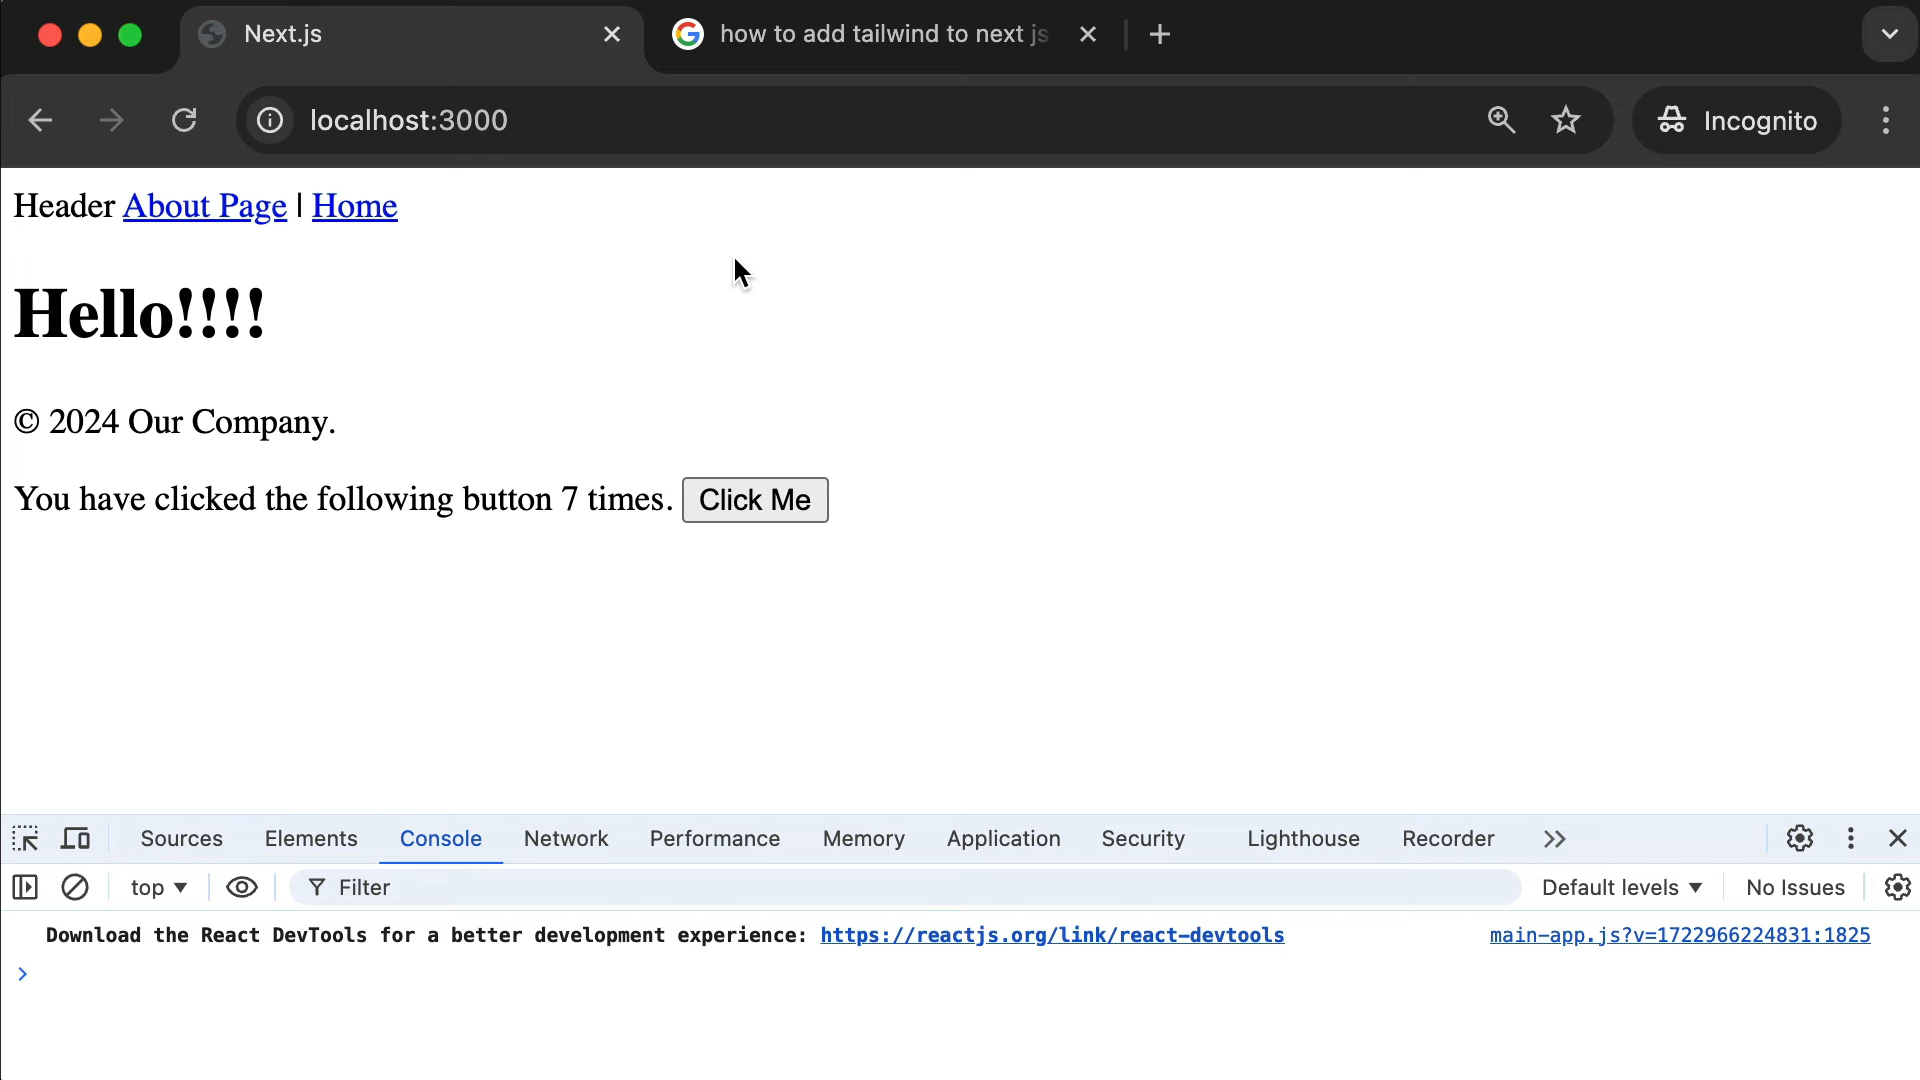 Next.js
how to add tailwind to next js
localhost:3000
Incognito
Header About Page | Home
Hello!!!!
© 2024 Our Company.
You have clicked the following button 7 times. Click Me
Sources Elements Console Network Performance Memory Application Security Lighthouse Recorder
top Filter Default levels No Issues
Download the React DevTools for a better development experience: https://reactjs.org/link/react-devtools main-app.js?v=1722966224831:1825